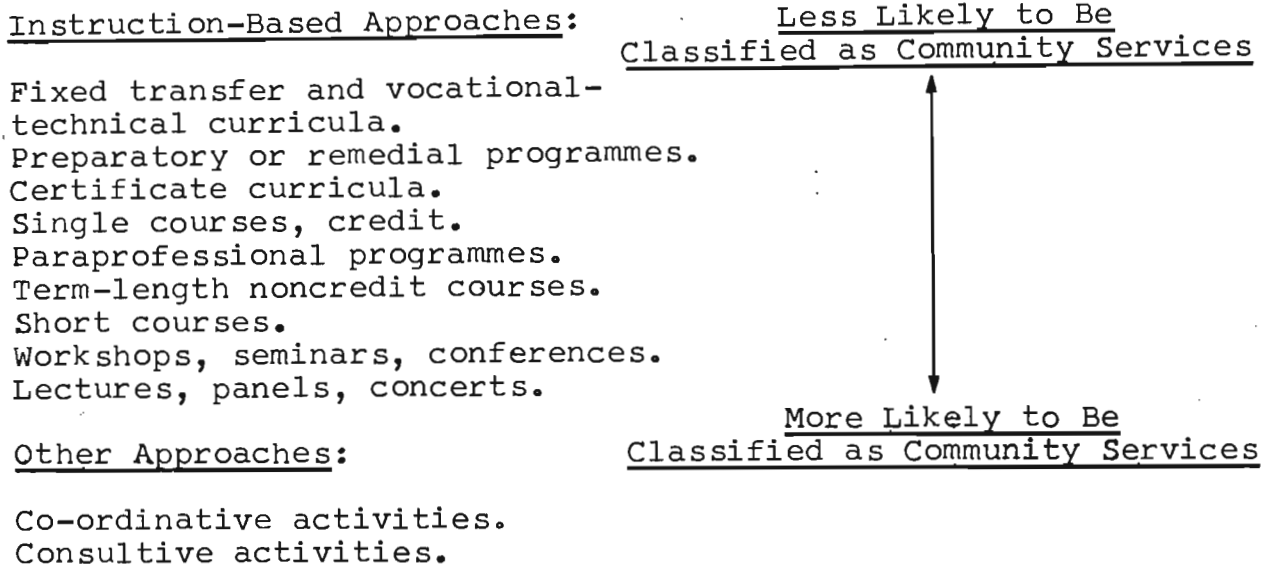 Instruction-Based Approaches:
Less Likely to Be
Classified as Community Services
Fixed transfer and vocational-
technical curricula.
Preparatory or remedial programmes.
Certificate curricula.
Single courses, credit.
Paraprofessional programmes.
Term-length noncredit courses.
Short courses.
Workshops, seminars, conferences.
Lectures, panels, concerts.
More Likely to Be
Classified as Community Services
Other Approaches:
Co-ordinative activities.
Consultive activities.